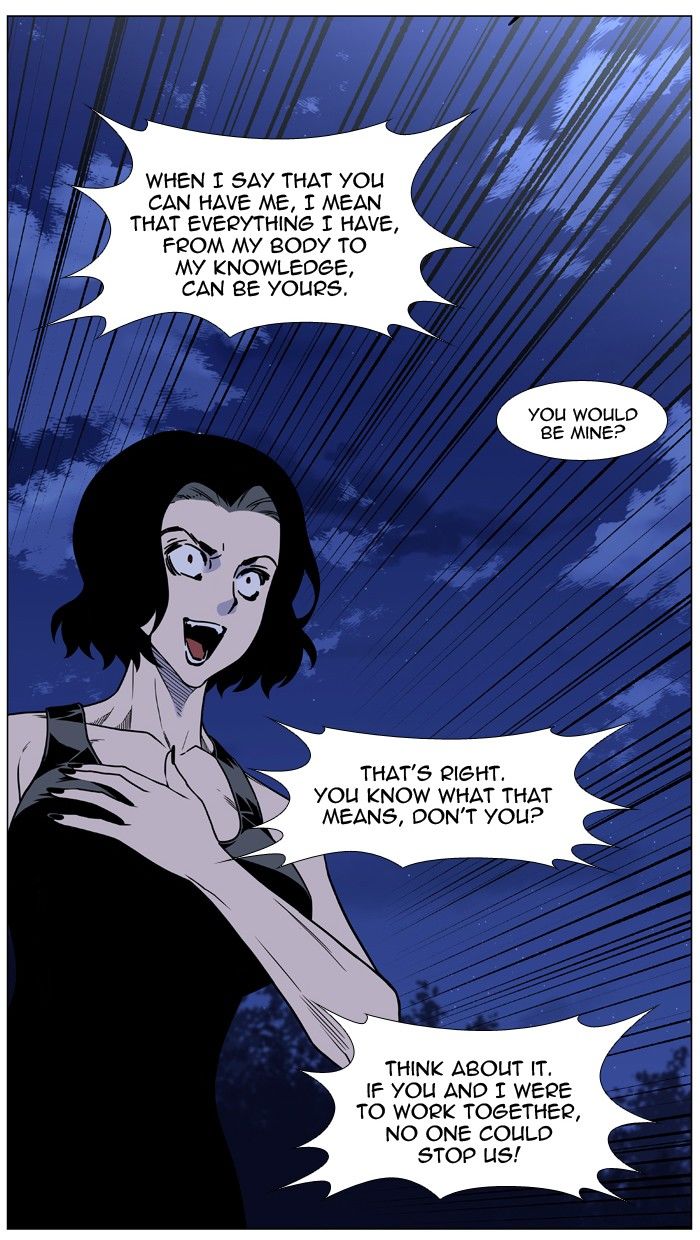 WHEN I SAY THAT YOU
CAN HAVE ME, I MEAN
THAT EVERYTHING I HAVE,
FROM MY BODY TO
MY KNOWLEDGE,
CAN BE YOURS.
YOU WOULD
BE MINE?
THAT'S RIGHT.
YOU KNOW WHAT THAT
MEANS, DON'T YOU?
THINK ABOUT IT.
IF YOU AND I WERE
TO WORK TOGETHER,
NO ONE COULD
STOP US!